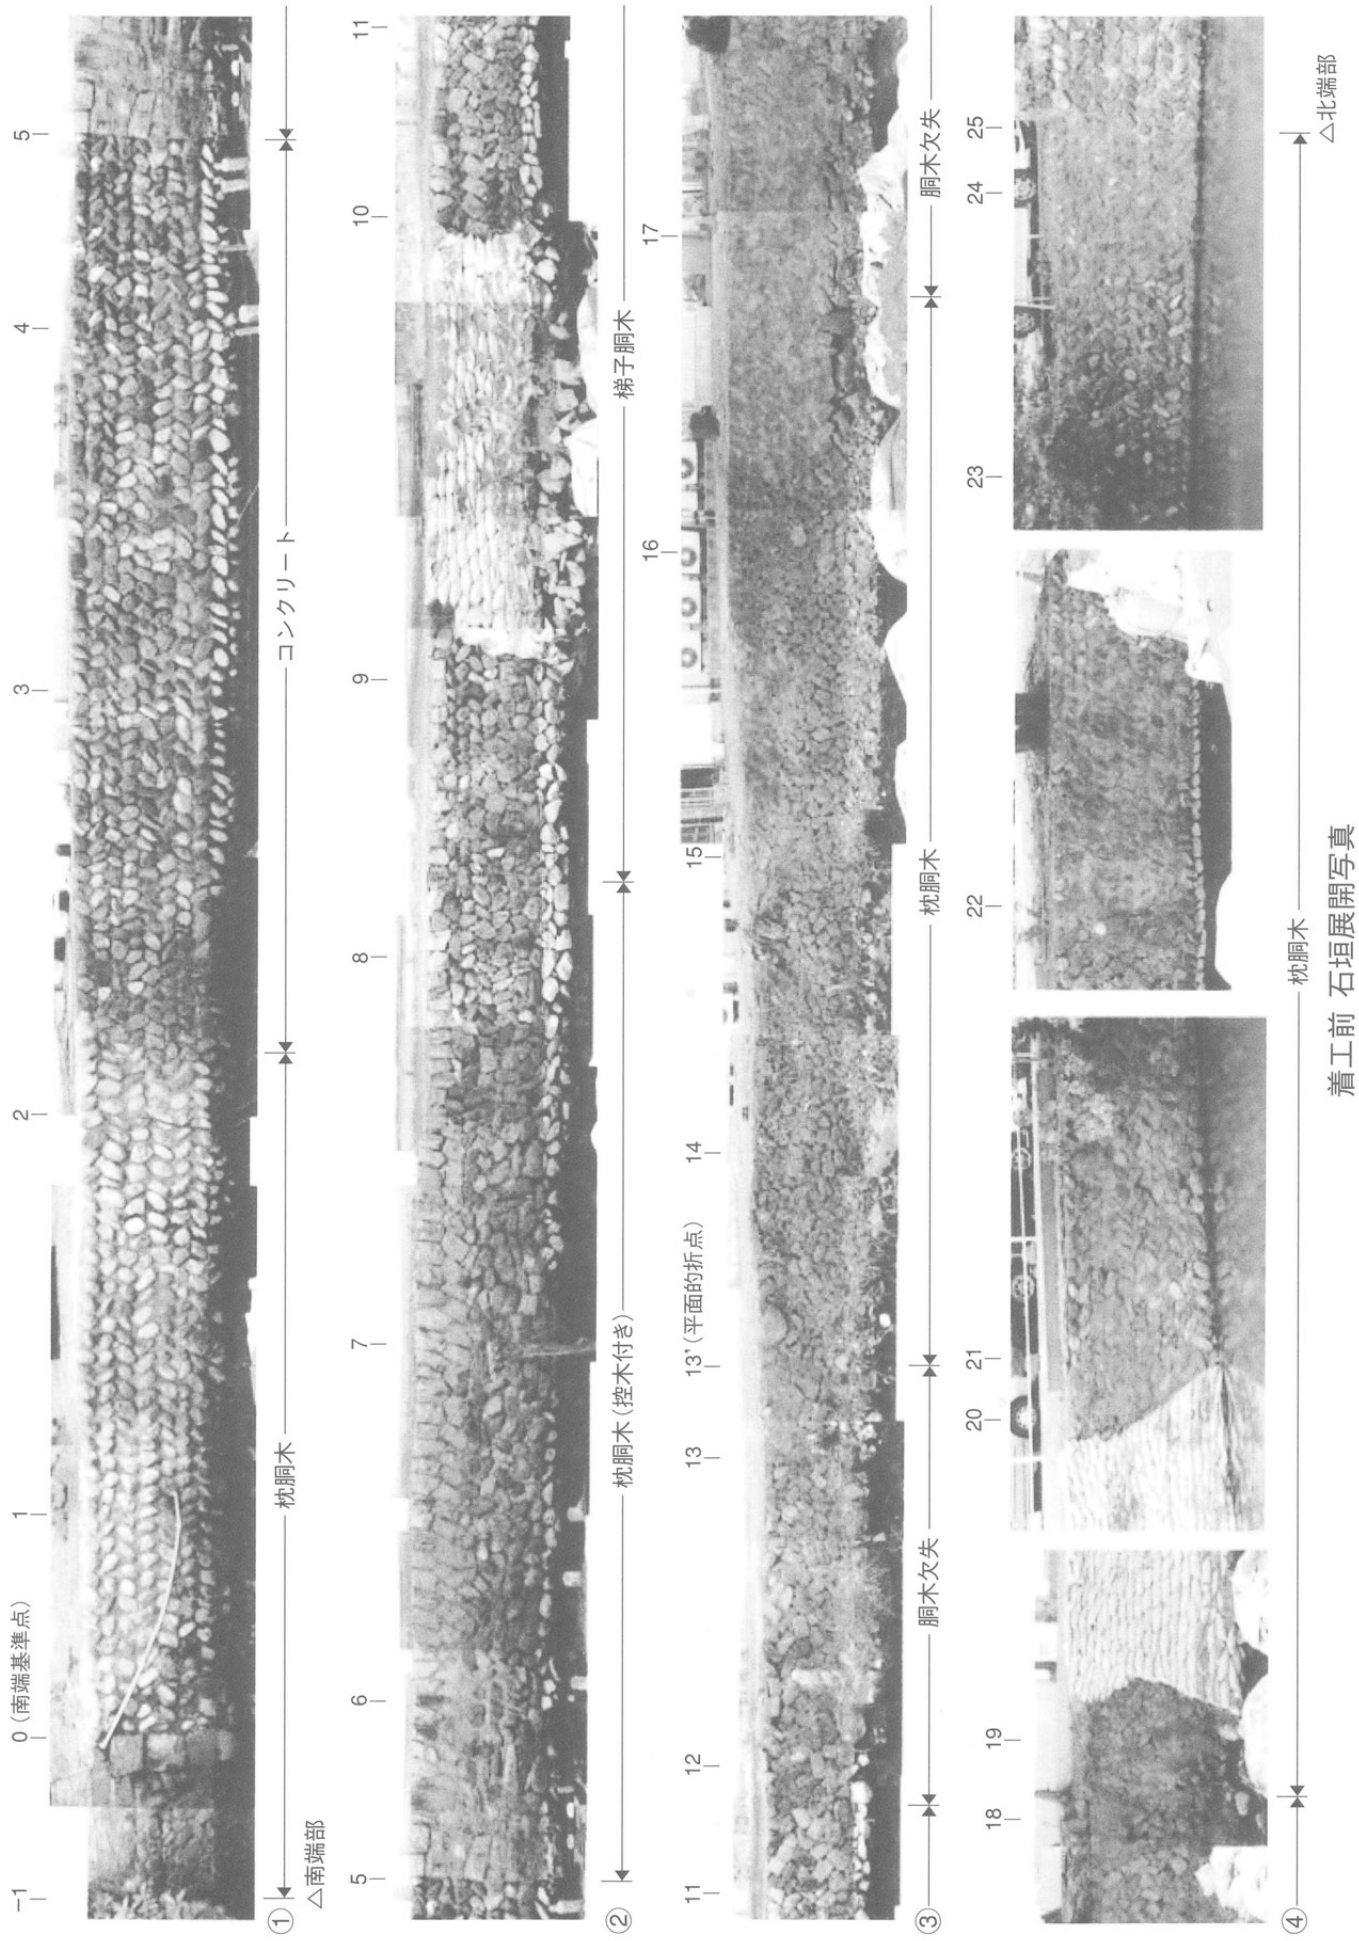 −1 0（南端基準点） 1 2 3 4 5
① 枕胴木 コンクリート
△南端部
5 6 7 8 9 10 11
② 枕胴木（控木付き） 梯子胴木
11 12 13 13'（平面的折点） 14 15 16 17
③ 胴木欠失 枕胴木 胴木欠失
18 19 20 21 22 23 24 25
④ 枕胴木
△北端部
着工前 石垣展開写真